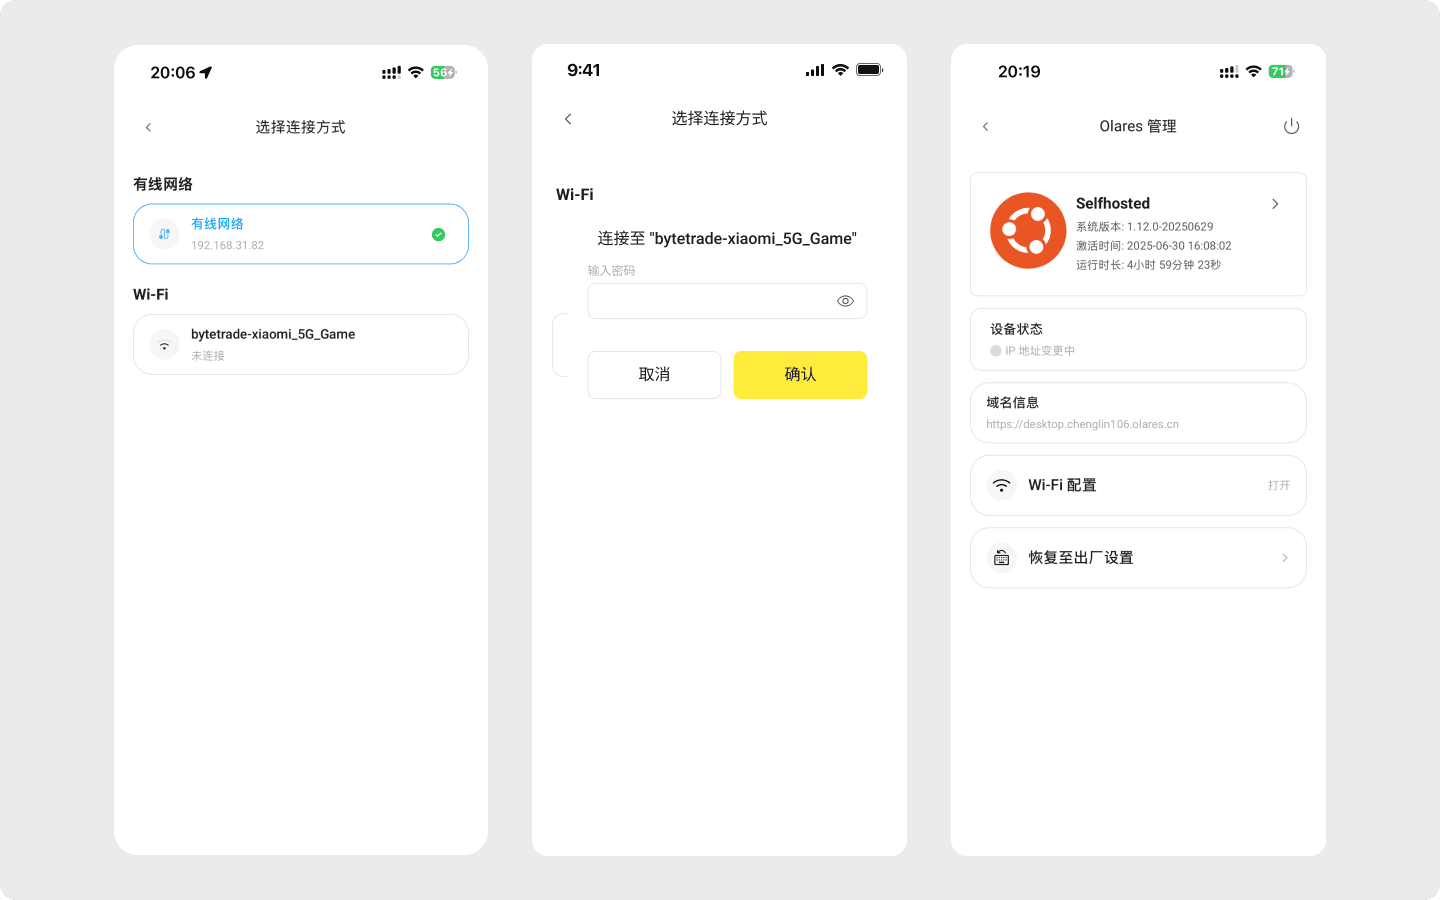 20:06
56
选择连接方式
有线网络
有线网络
192.168.31.82
Wi-Fi
bytetrade-xiaomi_5G_Game
未连接
9:41
选择连接方式
Wi-Fi
连接至 "bytetrade-xiaomi_5G_Game"
输入密码
取消
确认
20:19
71
Olares 管理
Selfhosted
系统版本: 1.12.0-20250629
激活时间: 2025-06-30 16:08:02
运行时长: 4小时 59分钟 23秒
设备状态
IP 地址变更中
域名信息
https://desktop.chenglin106.olares.cn
Wi-Fi 配置
打开
恢复至出厂设置